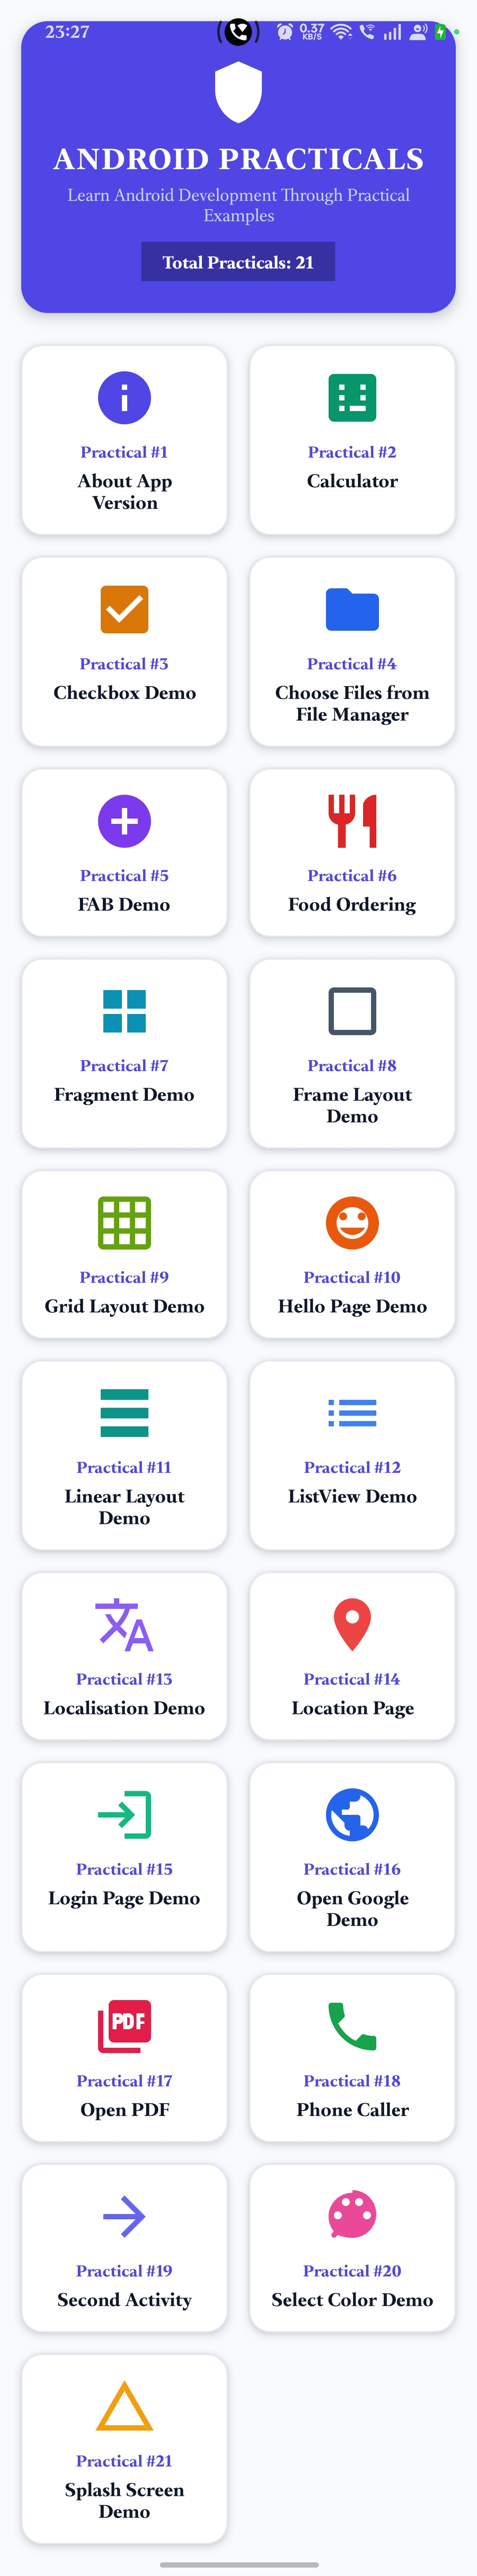 23:27
0.37
KB/S
ANDROID PRACTICALS
Learn Android Development Through Practical
Examples
Total Practicals: 21
Practical #1
About App
Version
Practical #2
Calculator
Practical #3
Checkbox Demo
Practical #4
Choose Files from
File Manager
Practical #5
FAB Demo
Practical #6
Food Ordering
Practical #7
Fragment Demo
Practical #8
Frame Layout
Demo
Practical #9
Grid Layout Demo
Practical #10
Hello Page Demo
Practical #11
Linear Layout
Demo
Practical #12
ListView Demo
Practical #13
Localisation Demo
Practical #14
Location Page
Practical #15
Login Page Demo
Practical #16
Open Google
Demo
PDF
Practical #17
Open PDF
Practical #18
Phone Caller
Practical #19
Second Activity
Practical #20
Select Color Demo
Practical #21
Splash Screen
Demo